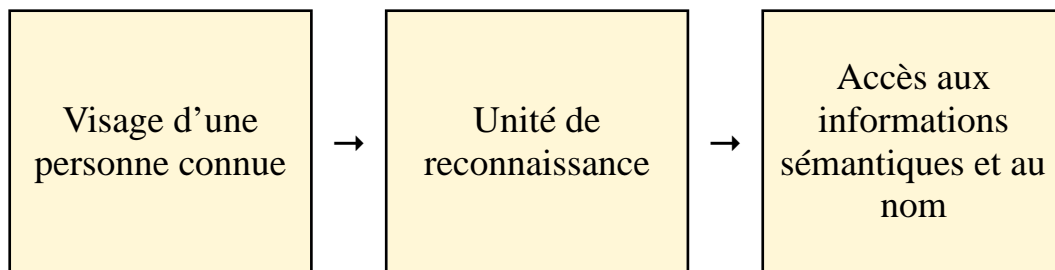 Visage d’une
personne connue
→
Unité de
reconnaissance
→
Accès aux
informations
sémantiques et au
nom